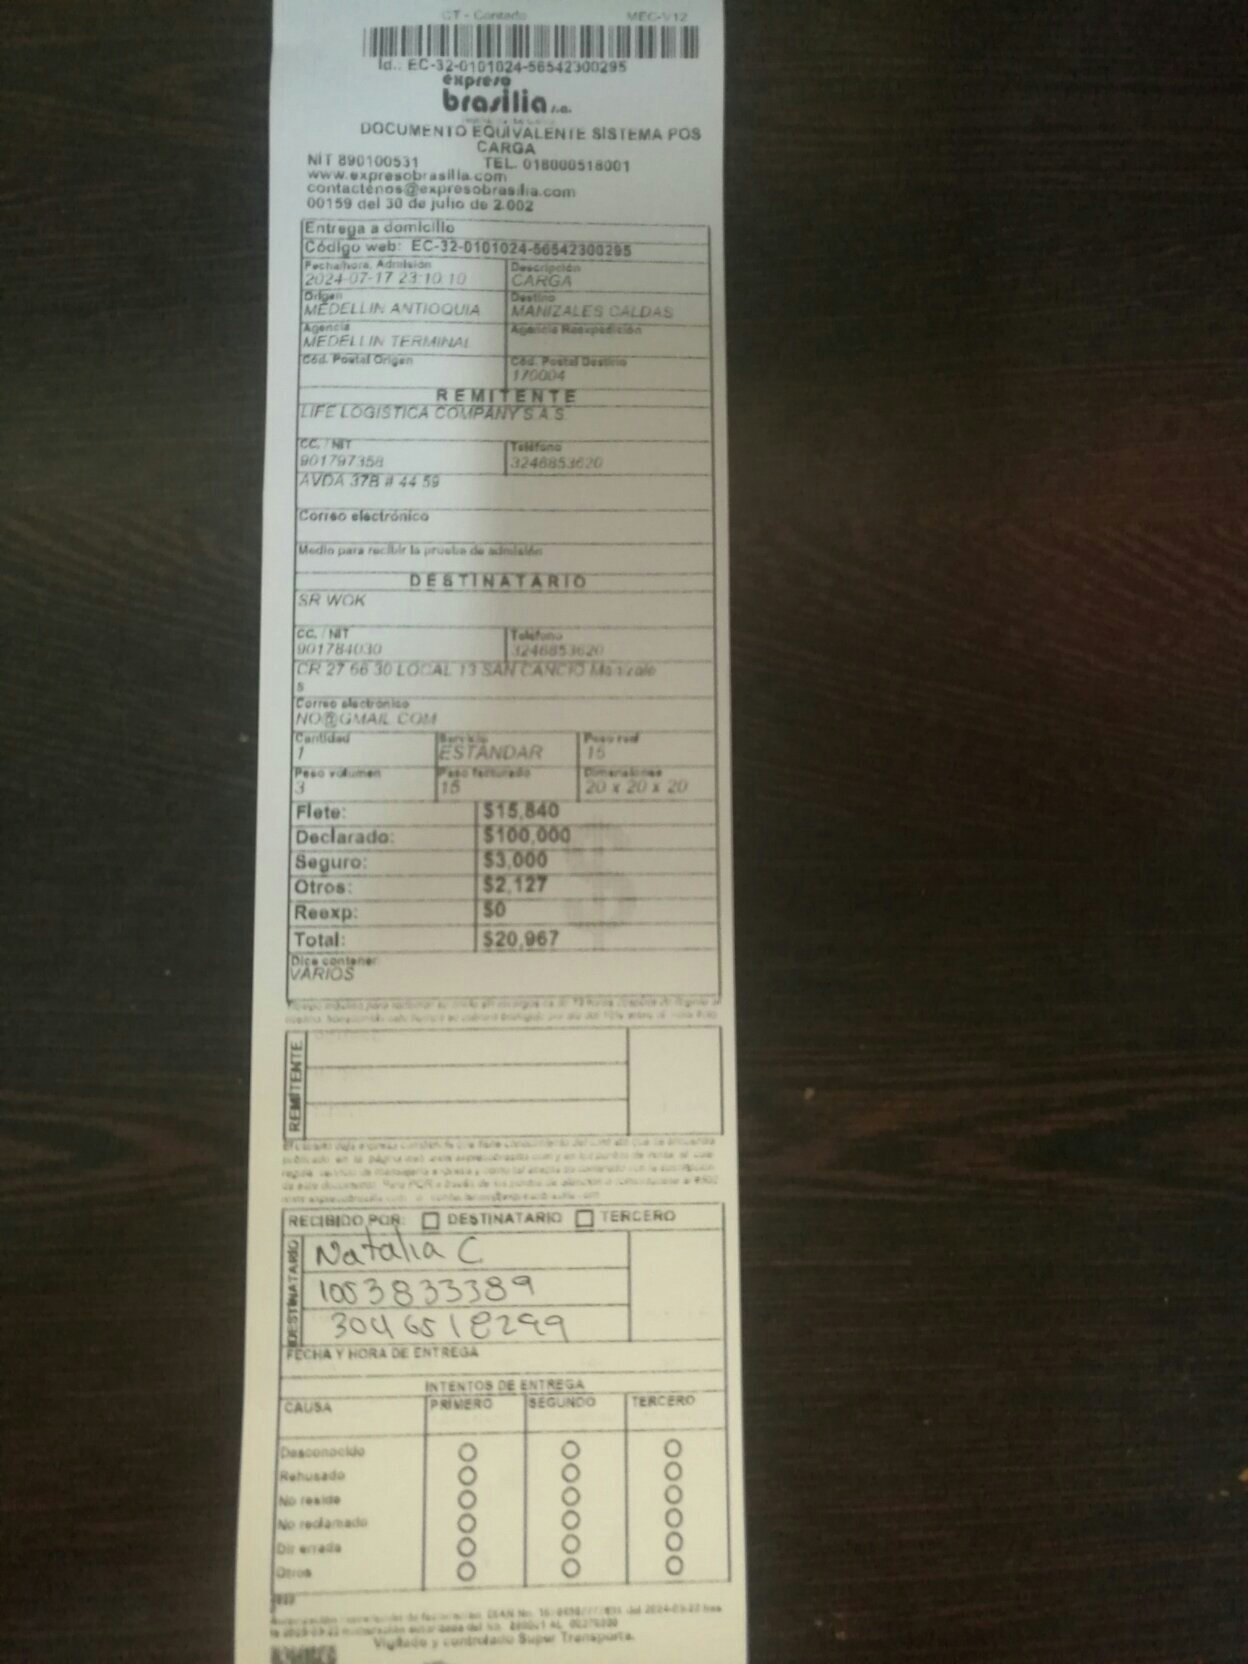 CT - Contado MEC-V12
Id.: EC-32-0101024-56542300295
expreso
brasilia s.a.
DOCUMENTO EQUIVALENTE SISTEMA POS
CARGA
NIT 890100531 TEL. 018000518001
www.expresobrasilia.com
contactenos@expresobrasilia.com
00159 del 30 de julio de 2.002
Entrega a domicilio
Código web: EC-32-0101024-56542300295
Fecha/hora. Admisión Descripción
2024-07-17 23:10:10 CARGA
Origen Destino
MEDELLIN ANTIOQUIA MANIZALES CALDAS
Agencia Agencia Reexpedición
MEDELLIN TERMINAL
Cód. Postal Origen Cód. Postal Destino
170004
REMITENTE
LIFE LOGISTICA COMPANY S.A.S
CC. / NIT Teléfono
901797358 3246853620
AVDA 37B # 44 59
Correo electrónico
Medio para recibir la prueba de admisión
DESTINATARIO
SR WOK
CC. / NIT Teléfono
901784030 3246853620
CR 27 66 30 LOCAL 13 SAN CANCIO Manizale
s
Correo electrónico
NO@GMAIL.COM
Cantidad Servicio Peso real
1 ESTANDAR 15
Peso volumen Peso facturado Dimensiones
3 15 20 x 20 x 20
Flete: $15,840
Declarado: $100,000
Seguro: $3,000
Otros: $2,127
Reexp: $0
Total: $20,967
Dice contener
VARIOS
REMITENTE
RECIBIDO POR: DESTINATARIO TERCERO
DESTINATARIO
Natalia C
1053833389
3046518299
FECHA Y HORA DE ENTREGA
INTENTOS DE ENTREGA
CAUSA PRIMERO SEGUNDO TERCERO
Desconocido
Rehusado
No reside
No reclamado
Dir errada
Otros
Vigilado y controlado Super Transporte.